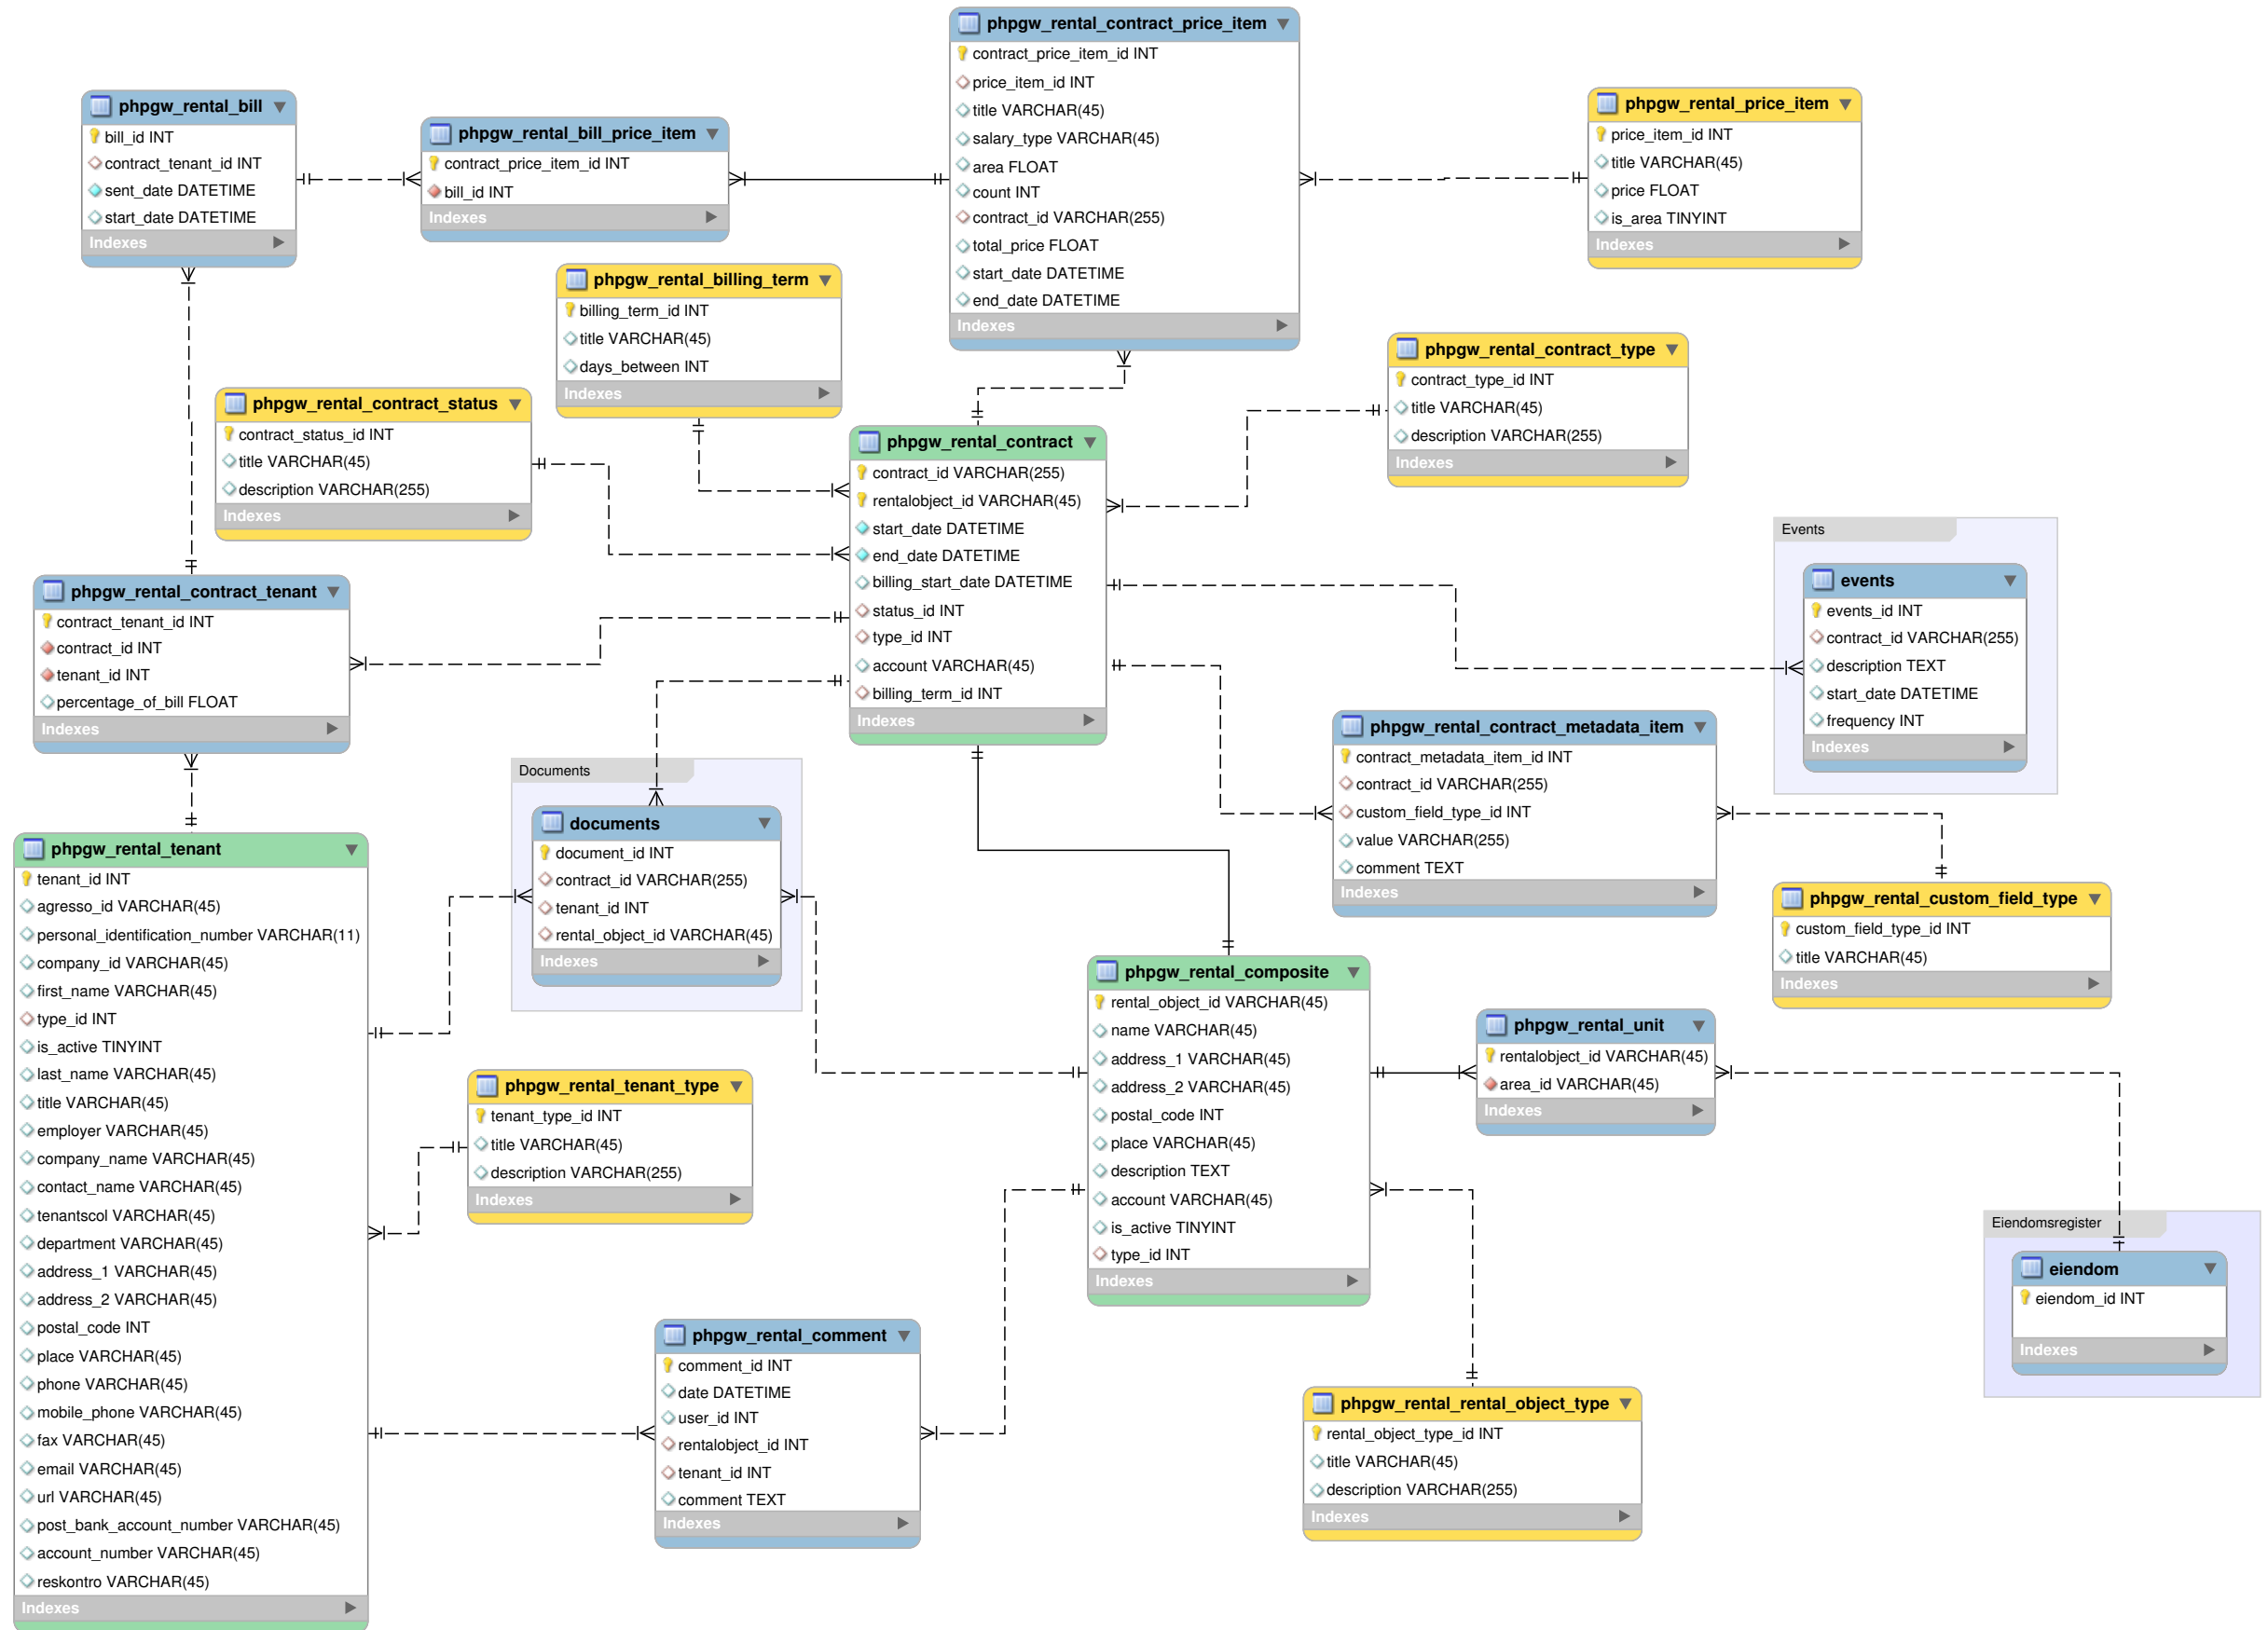 phpgw_rental_contract_price_item
contract_price_item_id INT
price_item_id INT
title VARCHAR(45)
salary_type VARCHAR(45)
area FLOAT
count INT
contract_id VARCHAR(255)
total_price FLOAT
start_date DATETIME
end_date DATETIME
Indexes
phpgw_rental_bill
bill_id INT
contract_tenant_id INT
sent_date DATETIME
start_date DATETIME
Indexes
phpgw_rental_bill_price_item
contract_price_item_id INT
bill_id INT
Indexes
phpgw_rental_price_item
price_item_id INT
title VARCHAR(45)
price FLOAT
is_area TINYINT
Indexes
phpgw_rental_billing_term
billing_term_id INT
title VARCHAR(45)
days_between INT
Indexes
phpgw_rental_contract_type
contract_type_id INT
title VARCHAR(45)
description VARCHAR(255)
Indexes
phpgw_rental_contract_status
contract_status_id INT
title VARCHAR(45)
description VARCHAR(255)
Indexes
phpgw_rental_contract
contract_id VARCHAR(255)
rentalobject_id VARCHAR(45)
start_date DATETIME
end_date DATETIME
billing_start_date DATETIME
status_id INT
type_id INT
account VARCHAR(45)
billing_term_id INT
Indexes
Events
events
events_id INT
contract_id VARCHAR(255)
description TEXT
start_date DATETIME
frequency INT
Indexes
phpgw_rental_contract_tenant
contract_tenant_id INT
contract_id INT
tenant_id INT
percentage_of_bill FLOAT
Indexes
phpgw_rental_contract_metadata_item
contract_metadata_item_id INT
contract_id VARCHAR(255)
custom_field_type_id INT
value VARCHAR(255)
comment TEXT
Indexes
Documents
documents
document_id INT
contract_id VARCHAR(255)
tenant_id INT
rental_object_id VARCHAR(45)
Indexes
phpgw_rental_tenant
tenant_id INT
agresso_id VARCHAR(45)
personal_identification_number VARCHAR(11)
company_id VARCHAR(45)
first_name VARCHAR(45)
type_id INT
is_active TINYINT
last_name VARCHAR(45)
title VARCHAR(45)
employer VARCHAR(45)
company_name VARCHAR(45)
contact_name VARCHAR(45)
tenantscol VARCHAR(45)
department VARCHAR(45)
address_1 VARCHAR(45)
address_2 VARCHAR(45)
postal_code INT
place VARCHAR(45)
phone VARCHAR(45)
mobile_phone VARCHAR(45)
fax VARCHAR(45)
email VARCHAR(45)
url VARCHAR(45)
post_bank_account_number VARCHAR(45)
account_number VARCHAR(45)
reskontro VARCHAR(45)
Indexes
phpgw_rental_custom_field_type
custom_field_type_id INT
title VARCHAR(45)
Indexes
phpgw_rental_composite
rental_object_id VARCHAR(45)
name VARCHAR(45)
address_1 VARCHAR(45)
address_2 VARCHAR(45)
postal_code INT
place VARCHAR(45)
description TEXT
account VARCHAR(45)
is_active TINYINT
type_id INT
Indexes
phpgw_rental_unit
rentalobject_id VARCHAR(45)
area_id VARCHAR(45)
Indexes
phpgw_rental_tenant_type
tenant_type_id INT
title VARCHAR(45)
description VARCHAR(255)
Indexes
Eiendomsregister
eiendom
eiendom_id INT
Indexes
phpgw_rental_comment
comment_id INT
date DATETIME
user_id INT
rentalobject_id INT
tenant_id INT
comment TEXT
Indexes
phpgw_rental_rental_object_type
rental_object_type_id INT
title VARCHAR(45)
description VARCHAR(255)
Indexes